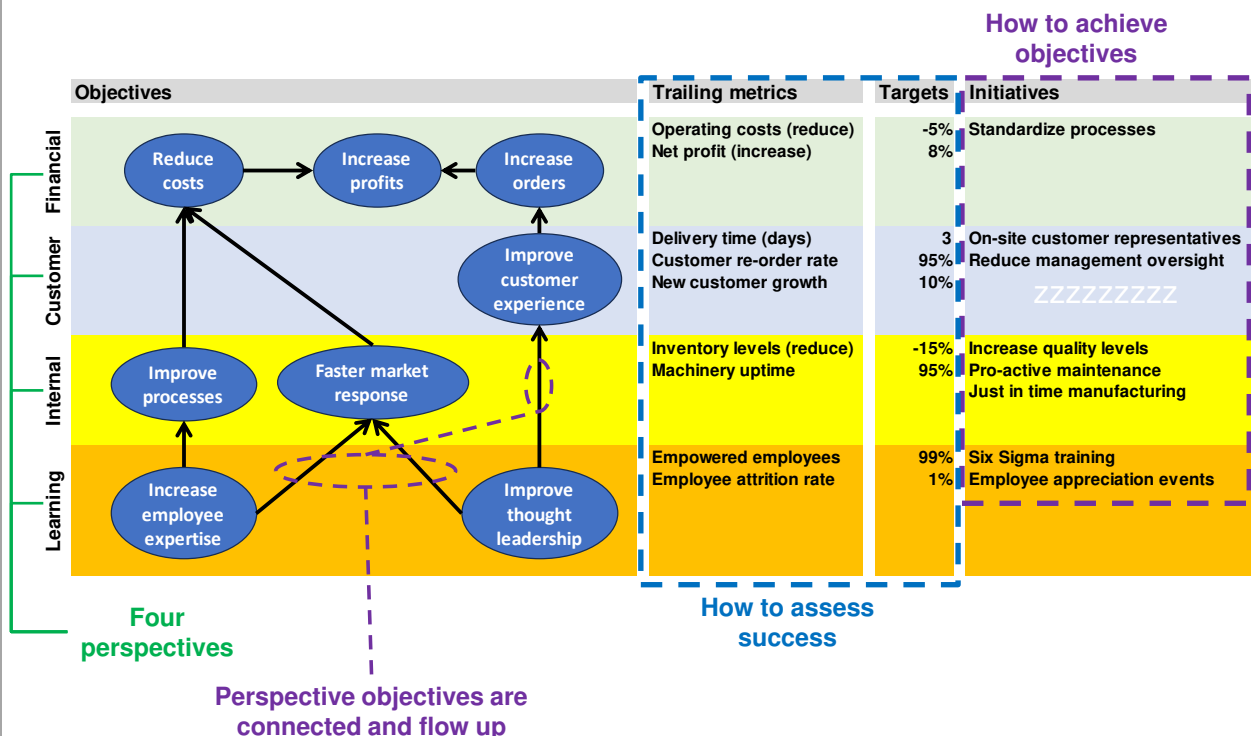 How to achieve
objectives
Objectives
Trailing metrics
Targets
Initiatives
Financial
Reduce
costs
Increase
profits
Increase
orders
Operating costs (reduce)
-5%
Standardize processes
Net profit (increase)
8%
Customer
Improve
customer
experience
Delivery time (days)
3
On-site customer representatives
Customer re-order rate
95%
Reduce management oversight
New customer growth
10%
zzzzzzzzz
Internal
Improve
processes
Faster market
response
Inventory levels (reduce)
-15%
Increase quality levels
Machinery uptime
95%
Pro-active maintenance
Just in time manufacturing
Learning
Increase
employee
expertise
Improve
thought
leadership
Empowered employees
99%
Six Sigma training
Employee attrition rate
1%
Employee appreciation events
Four
perspectives
How to assess
success
Perspective objectives are
connected and flow up